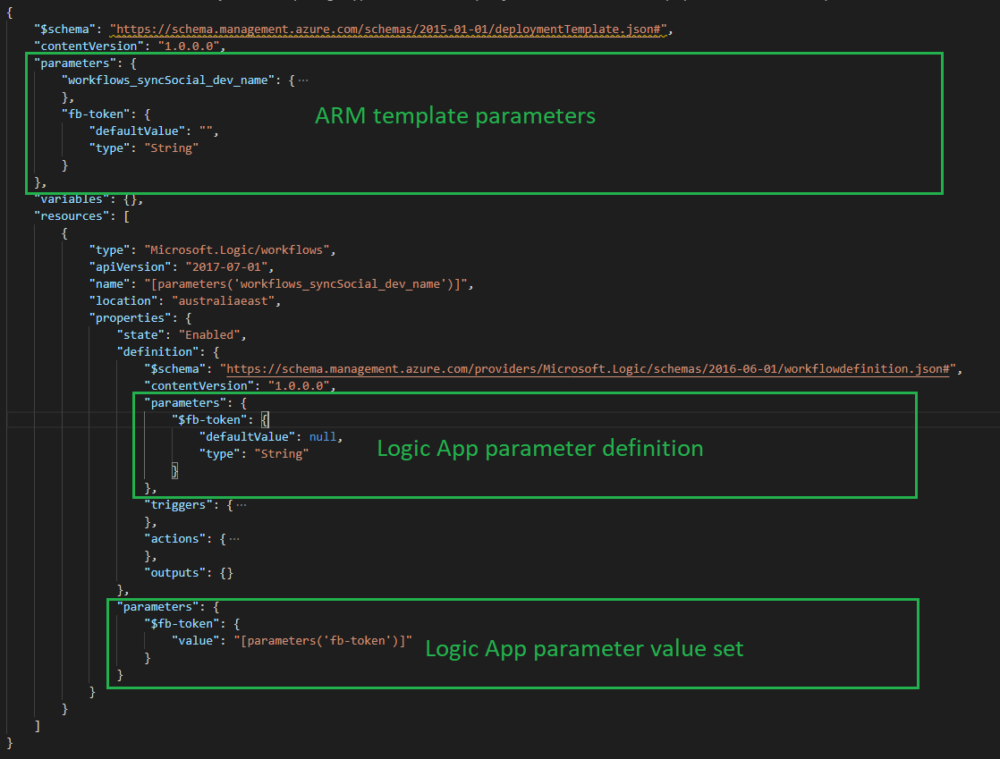 {
"$schema": "https://schema.management.azure.com/schemas/2015-01-01/deploymentTemplate.json#",
"contentVersion": "1.0.0.0",
"parameters": {
"workflows_syncSocial_dev_name": {···
},
"fb-token": {
ARM template parameters
"defaultValue": "",
"type": "String"
}
},
"variables": {},
"resources": [
{
"type": "Microsoft.Logic/workflows",
"apiVersion": "2017-07-01",
"name": "[parameters('workflows_syncSocial_dev_name')]",
"location": "australiaeast",
"properties": {
"state": "Enabled",
"definition": {
"$schema": "https://schema.management.azure.com/providers/Microsoft.Logic/schemas/2016-06-01/workflowdefinition.json#",
"contentVersion": "1.0.0.0",
"parameters": {
"$fb-token": {
"defaultValue": null,
Logic App parameter definition
"type": "String"
}
},
"triggers": {···
},
"actions": {···
},
"outputs": {}
},
"parameters": {
"$fb-token": {
"value": "[parameters('fb-token')]"
Logic App parameter value set
}
}
}
}
]
}